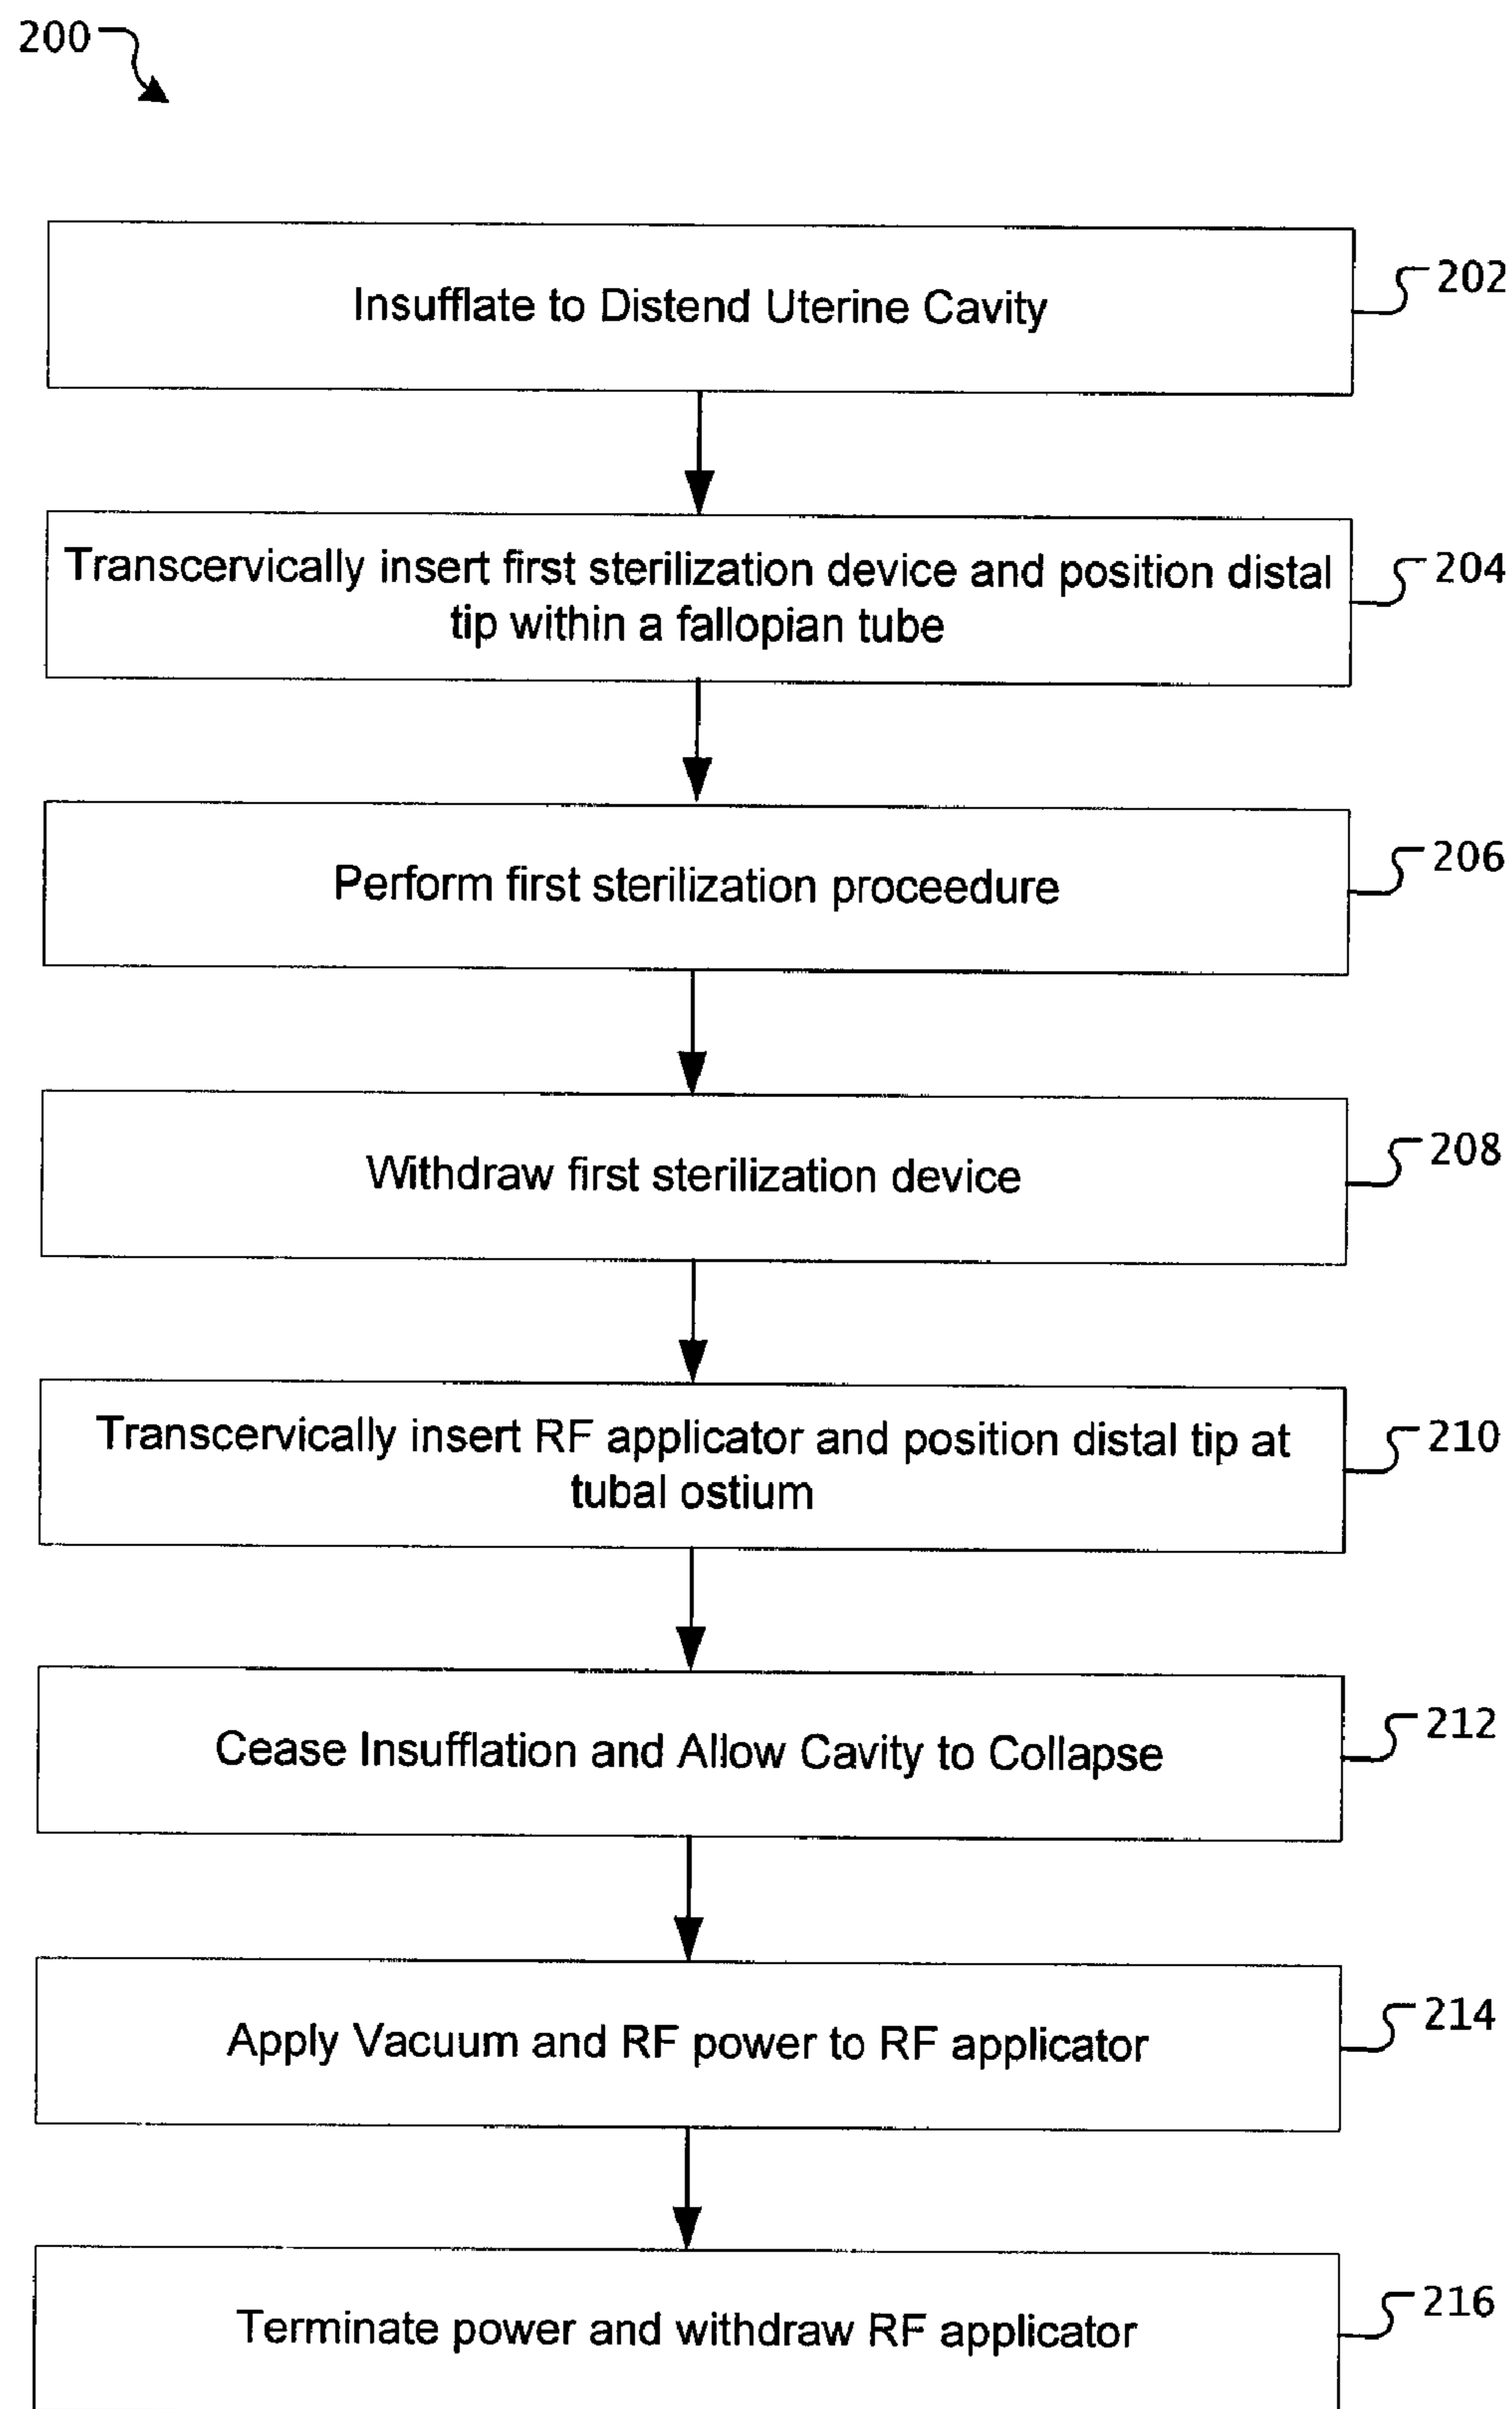 200
Insufflate to Distend Uterine Cavity
202
Transcervically insert first sterilization device and position distal
tip within a fallopian tube
204
Perform first sterilization proceedure
206
Withdraw first sterilization device
208
Transcervically insert RF applicator and position distal tip at
tubal ostium
210
Cease Insufflation and Allow Cavity to Collapse
212
Apply Vacuum and RF power to RF applicator
214
Terminate power and withdraw RF applicator
216